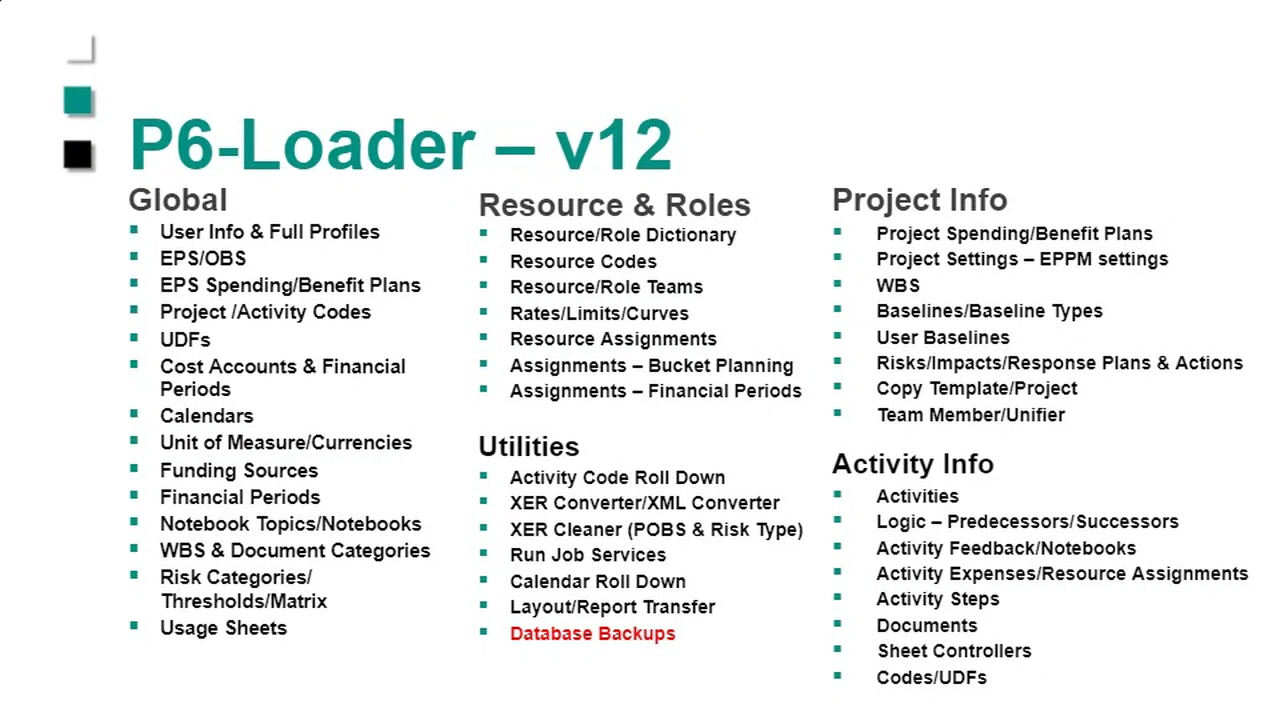 P6-Loader – v12
Global
User Info & Full Profiles
EPS/OBS
EPS Spending/Benefit Plans
Project /Activity Codes
UDFs
Cost Accounts & Financial
Periods
Calendars
Unit of Measure/Currencies
Funding Sources
Financial Periods
Notebook Topics/Notebooks
WBS & Document Categories
Risk Categories/
Thresholds/Matrix
Usage Sheets
Resource & Roles
Resource/Role Dictionary
Resource Codes
Resource/Role Teams
Rates/Limits/Curves
Resource Assignments
Assignments – Bucket Planning
Assignments – Financial Periods
Utilities
Activity Code Roll Down
XER Converter/XML Converter
XER Cleaner (POBS & Risk Type)
Run Job Services
Calendar Roll Down
Layout/Report Transfer
Database Backups
Project Info
Project Spending/Benefit Plans
Project Settings – EPPM settings
WBS
Baselines/Baseline Types
User Baselines
Risks/Impacts/Response Plans & Actions
Copy Template/Project
Team Member/Unifier
Activity Info
Activities
Logic – Predecessors/Successors
Activity Feedback/Notebooks
Activity Expenses/Resource Assignments
Activity Steps
Documents
Sheet Controllers
Codes/UDFs